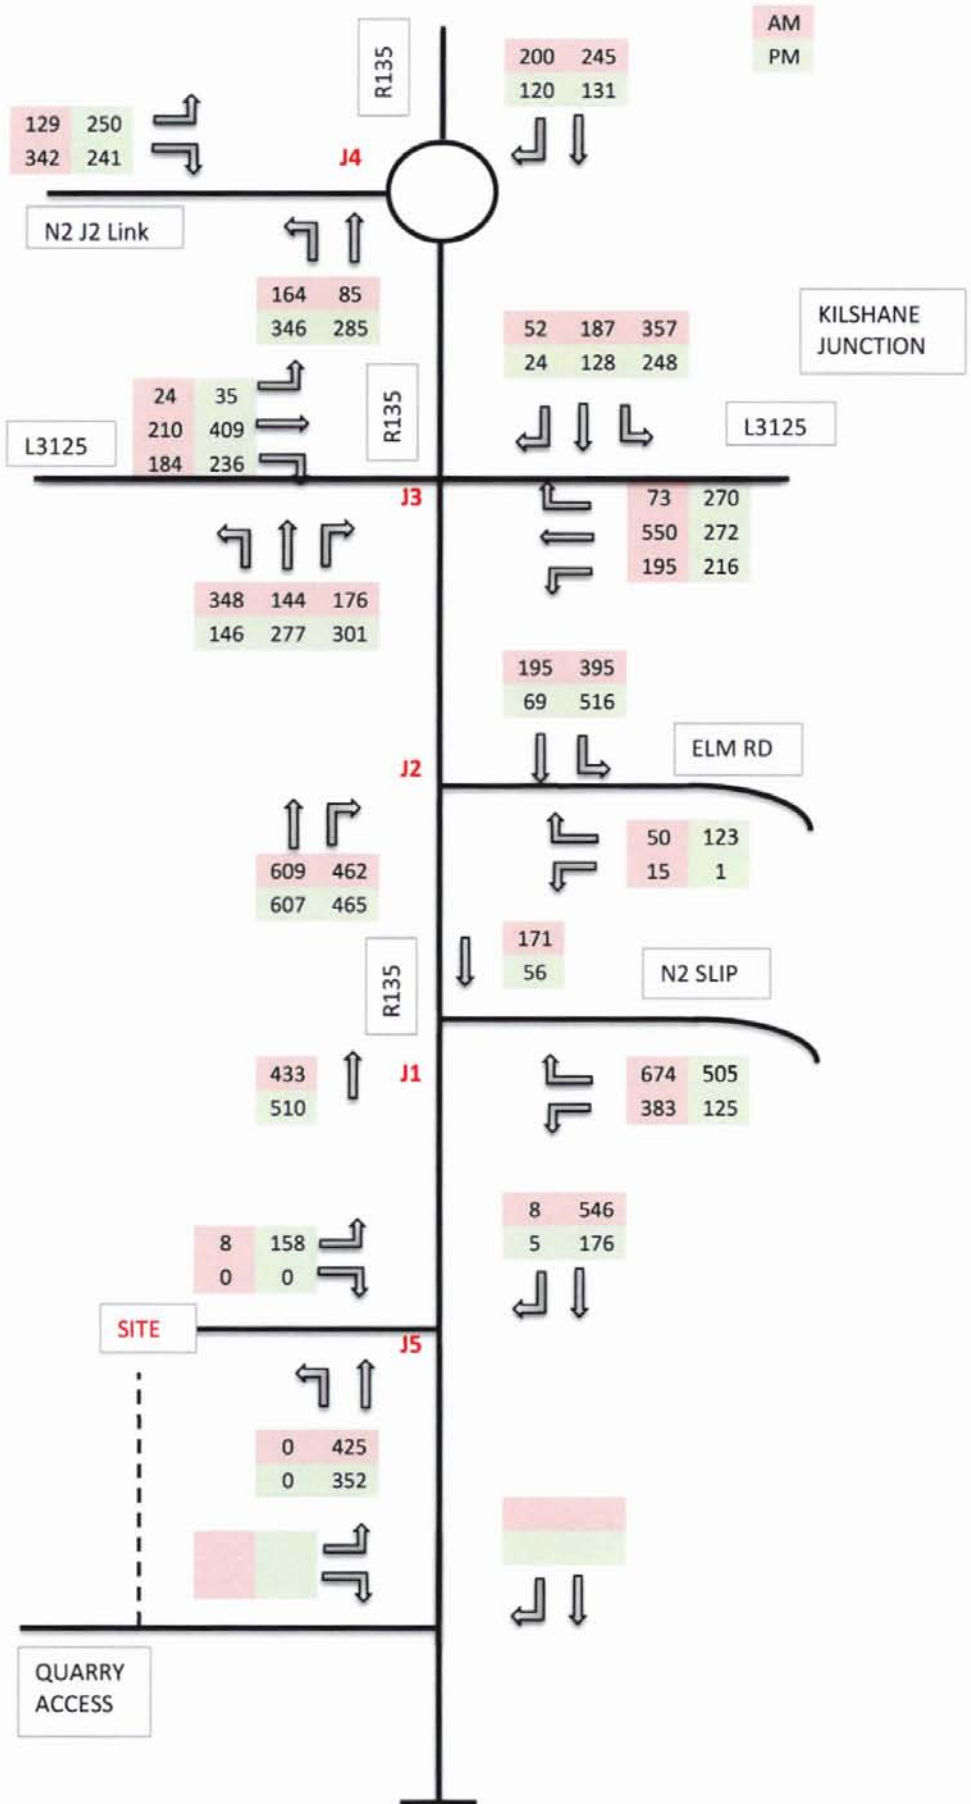 AM
PM
R135
200 245
120 131
129 250
342 241
J4
N2 J2 Link
164 85
346 285
52 187 357
24 128 248
KILSHANE
JUNCTION
24 35
210 409
184 236
R135
L3125
L3125
J3
73 270
550 272
195 216
348 144 176
146 277 301
195 395
69 516
ELM RD
J2
50 123
15 1
609 462
607 465
171
56
R135
N2 SLIP
J1
433
510
674 505
383 125
8 546
5 176
8 158
0 0
SITE
J5
0 425
0 352
QUARRY
ACCESS